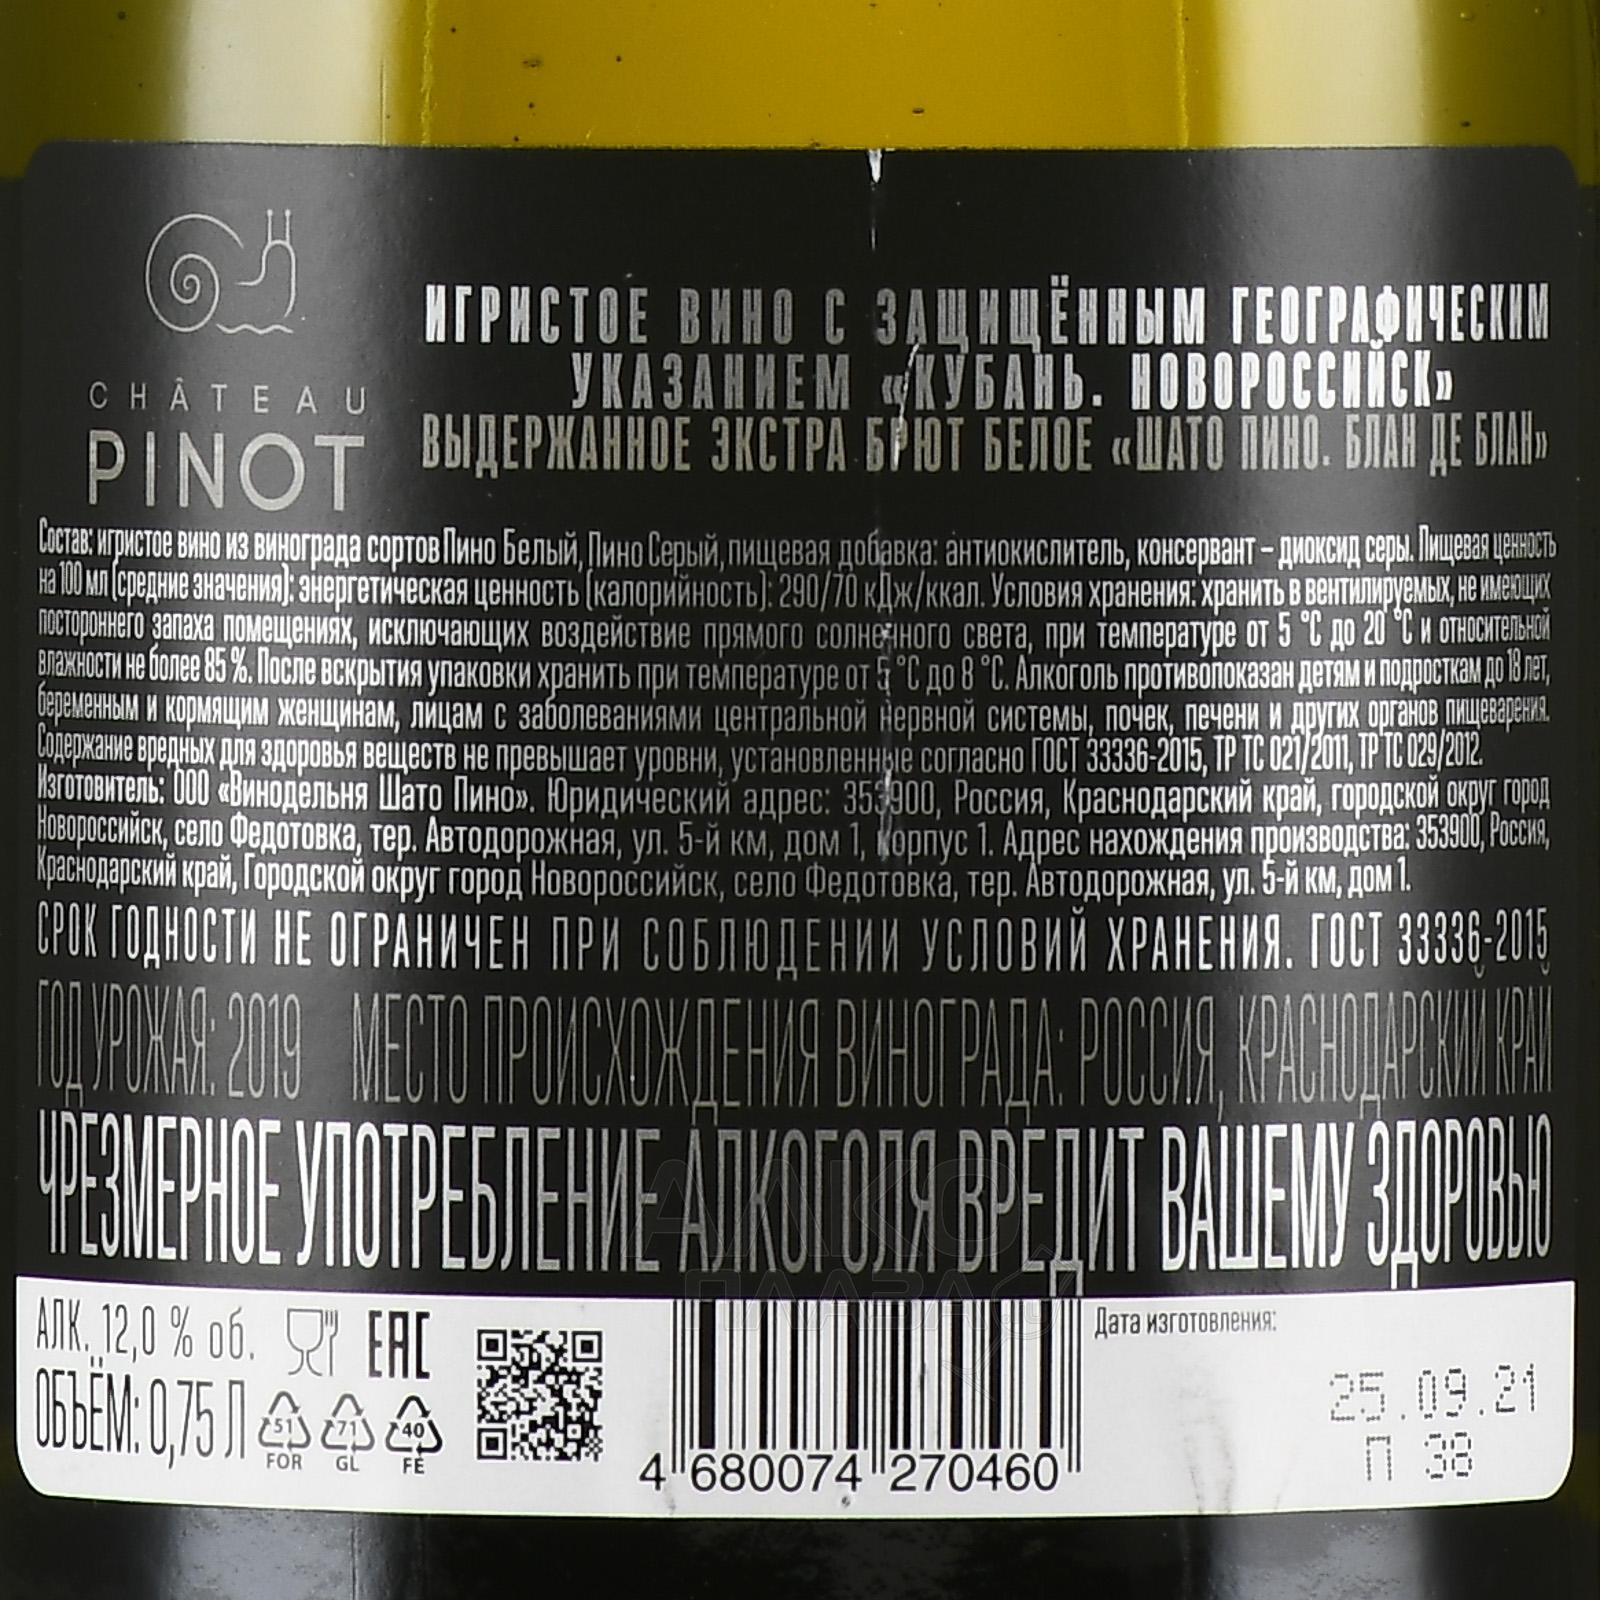 CHÂTEAU
PINOT
ИГРИСТОЕ ВИНО С ЗАЩИЩЁННЫМ ГЕОГРАФИЧЕСКИМ
УКАЗАНИЕМ «КУБАНЬ. НОВОРОССИЙСК»
ВЫДЕРЖАННОЕ ЭКСТРА БРЮТ БЕЛОЕ «ШАТО ПИНО. БЛАН ДЕ БЛАН»
Состав: игристое вино из винограда сортов Пино Белый, Пино Серый, пищевая добавка: антиокислитель, консервант – диоксид серы. Пищевая ценность
на 100 мл (средние значения): энергетическая ценность (калорийность): 290/70 кДж/ккал. Условия хранения: хранить в вентилируемых, не имеющих
постороннего запаха помещениях, исключающих воздействие прямого солнечного света, при температуре от 5 °С до 20 °С и относительной
влажности не более 85 %. После вскрытия упаковки хранить при температуре от 5 °С до 8 °С. Алкоголь противопоказан детям и подросткам до 18 лет,
беременным и кормящим женщинам, лицам с заболеваниями центральной нервной системы, почек, печени и других органов пищеварения.
Содержание вредных для здоровья веществ не превышает уровни, установленные согласно ГОСТ 33336-2015, ТР ТС 021/2011, ТР ТС 029/2012.
Изготовитель: ООО «Винодельня Шато Пино». Юридический адрес: 353900, Россия, Краснодарский край, городской округ город
Новороссийск, село Федотовка, тер. Автодорожная, ул. 5-й км, дом 1, корпус 1. Адрес нахождения производства: 353900, Россия,
Краснодарский край, Городской округ город Новороссийск, село Федотовка, тер. Автодорожная, ул. 5-й км, дом 1.
СРОК ГОДНОСТИ НЕ ОГРАНИЧЕН ПРИ СОБЛЮДЕНИИ УСЛОВИЙ ХРАНЕНИЯ. ГОСТ 33336-2015
ГОД УРОЖАЯ: 2019 МЕСТО ПРОИСХОЖДЕНИЯ ВИНОГРАДА: РОССИЯ, КРАСНОДАРСКИЙ КРАЙ
ЧРЕЗМЕРНОЕ УПОТРЕБЛЕНИЕ АЛКОГОЛЯ ВРЕДИТ ВАШЕМУ ЗДОРОВЬЮ
АЛКО
ПЛАЗА.ru
АЛК. 12,0 % об. EAC
ОБЪЁМ: 0,75 Л
51 71 40
FOR GL FE
4 680074 270460
Дата изготовления:
25.09.21
П 38